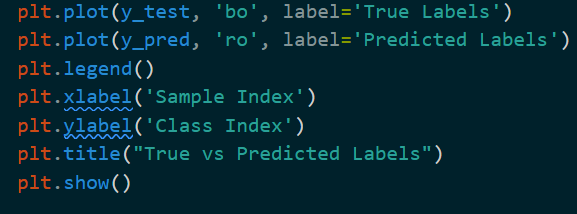 plt.plot(y_test, 'bo', label='True Labels')
plt.plot(y_pred, 'ro', label='Predicted Labels')
plt.legend()
plt.xlabel('Sample Index')
plt.ylabel('Class Index')
plt.title("True vs Predicted Labels")
plt.show()